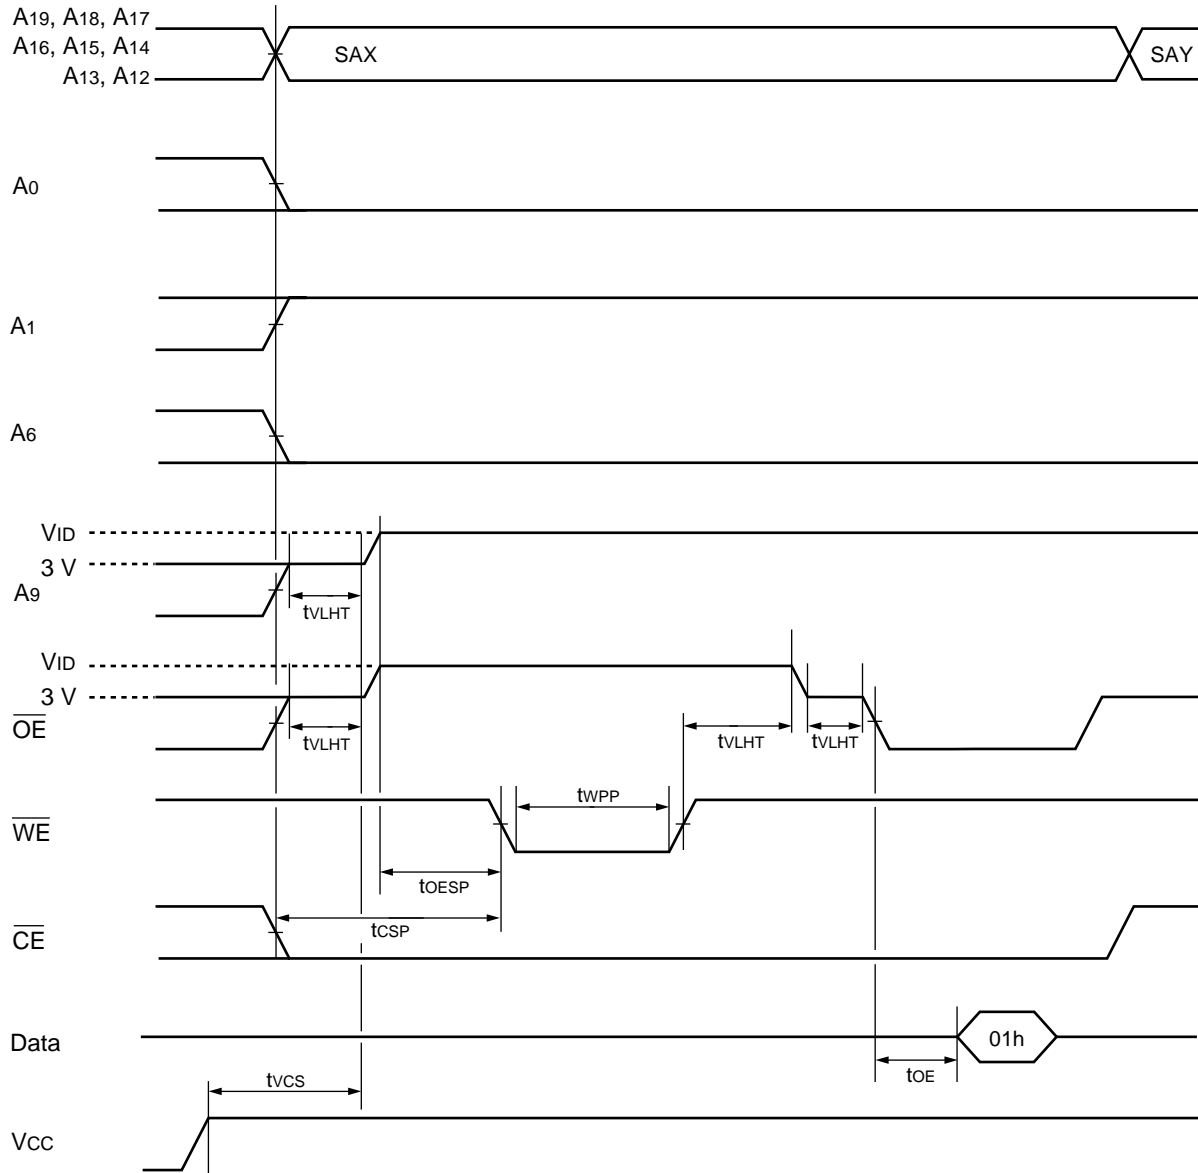 A19, A18, A17
A16, A15, A14
A13, A12
SAX
SAY
A0
A1
A6
VID
3 V
A9
tVLHT
VID
3 V
OE
tVLHT
tVLHT
tVLHT
WE
tWPP
tOESP
tCSP
CE
Data
01h
tOE
tVCS
VCC